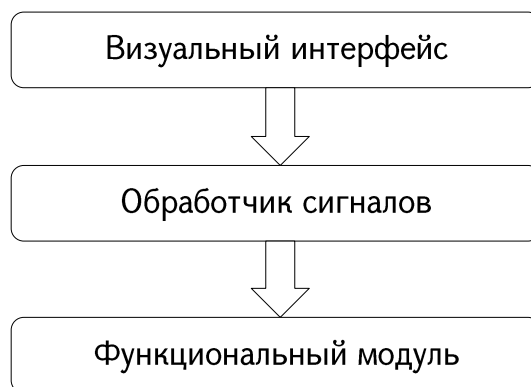 Визуальный интерфейс
Обработчик сигналов
Функциональный модуль